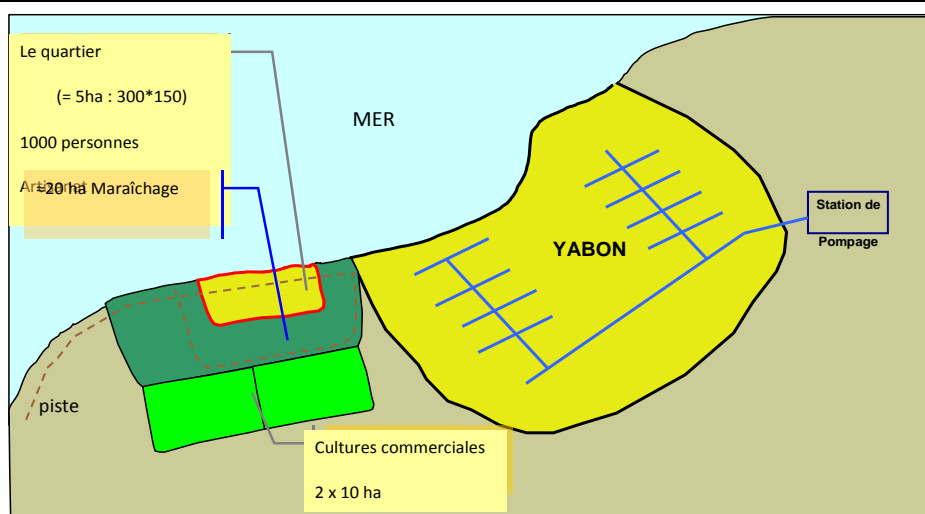 Le quartier
(= 5ha : 300*150)
1000 personnes
Artisanat
=20 ha Maraîchage
MER
YABON
Station de
Pompage
piste
Cultures commerciales
2 x 10 ha